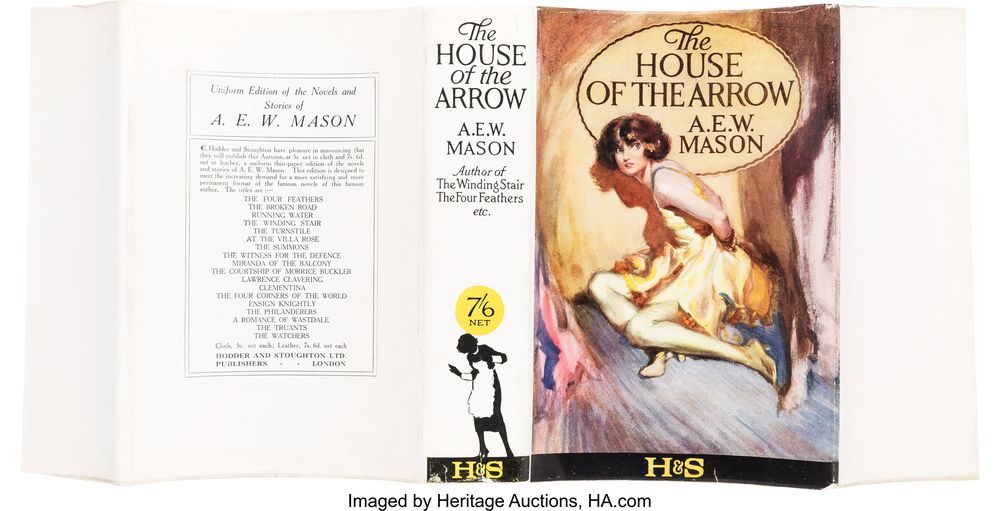 Uniform Edition of the Novels and
Stories of
A. E. W. MASON
Hodder and Stoughton have pleasure in announcing that
they will publish this Autumn, at 5s. net in cloth and 7s. 6d.
net in leather, a uniform thin-paper edition of the novels
and stories of A. E. W. Mason. This edition is designed to
meet the increasing demand for a more satisfying and more
permanent format of the famous novels of this famous
author. The titles are :—
THE FOUR FEATHERS
THE BROKEN ROAD
RUNNING WATER
THE WINDING STAIR
THE TURNSTILE
AT THE VILLA ROSE
THE SUMMONS
THE WITNESS FOR THE DEFENCE
MIRANDA OF THE BALCONY
THE COURTSHIP OF MORRICE BUCKLER
LAWRENCE CLAVERING
CLEMENTINA
THE FOUR CORNERS OF THE WORLD
ENSIGN KNIGHTLY
THE PHILANDERERS
A ROMANCE OF WASTDALE
THE TRUANTS
THE WATCHERS
Cloth, 5s. net each; Leather, 7s. 6d. net each
HODDER AND STOUGHTON LTD.
PUBLISHERS - - LONDON
The
HOUSE
of the
ARROW
A.E.W.
MASON
Author of
The Winding Stair
The Four Feathers
etc.
7/6
NET
H&S
The
HOUSE
OF THE ARROW
A.E.W.
MASON
H&S
Imaged by Heritage Auctions, HA.com